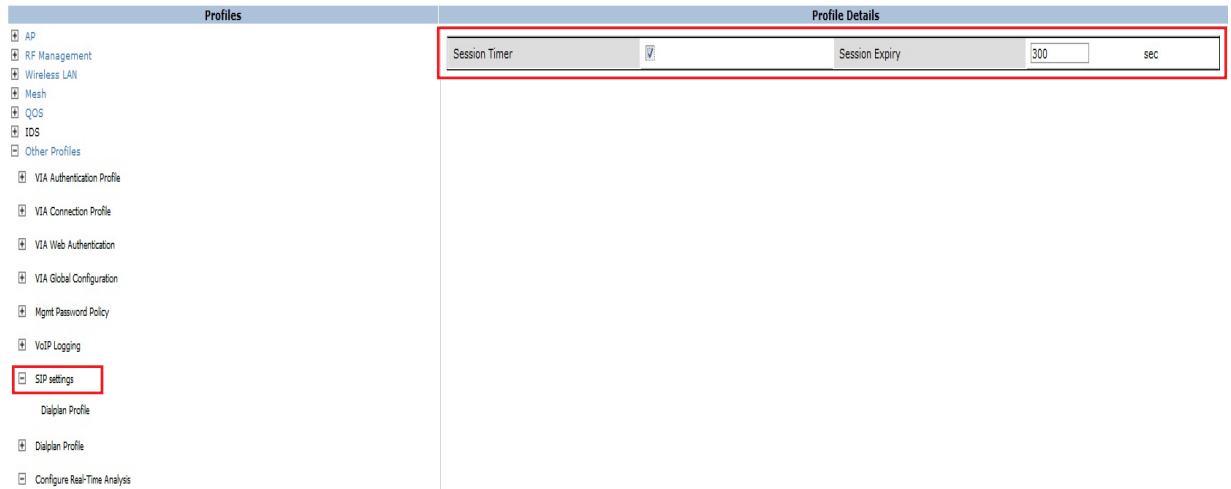 Profiles
Profile Details
AP
RF Management
Wireless LAN
Mesh
QOS
IDS
Other Profiles
VIA Authentication Profile
VIA Connection Profile
VIA Web Authentication
VIA Global Configuration
Mgmt Password Policy
VoIP Logging
SIP settings
Dialplan Profile
Dialplan Profile
Configure Real-Time Analysis
Session Timer Session Expiry 300 sec